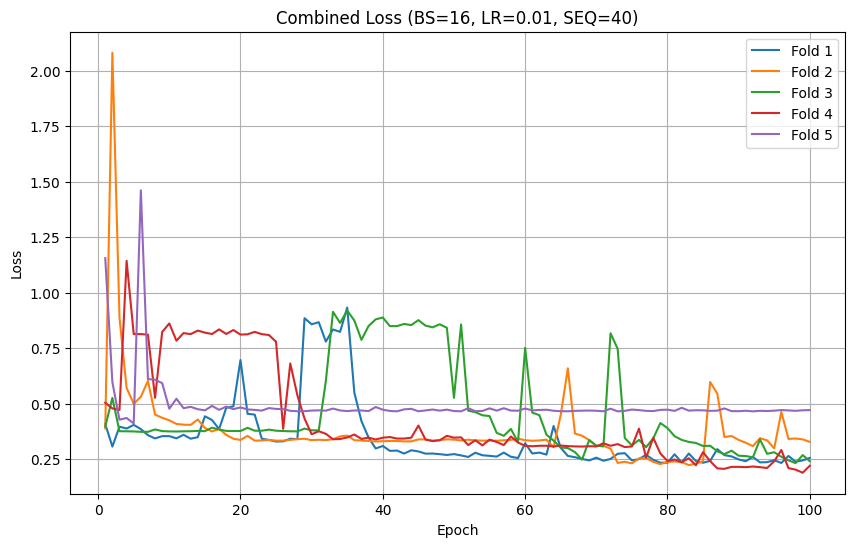 Combined Loss (BS=16, LR=0.01, SEQ=40)
Fold 1
Fold 2
Fold 3
Fold 4
Fold 5
Loss
2.00
1.75
1.50
1.25
1.00
0.75
0.50
0.25
0
20
40
60
80
100
Epoch